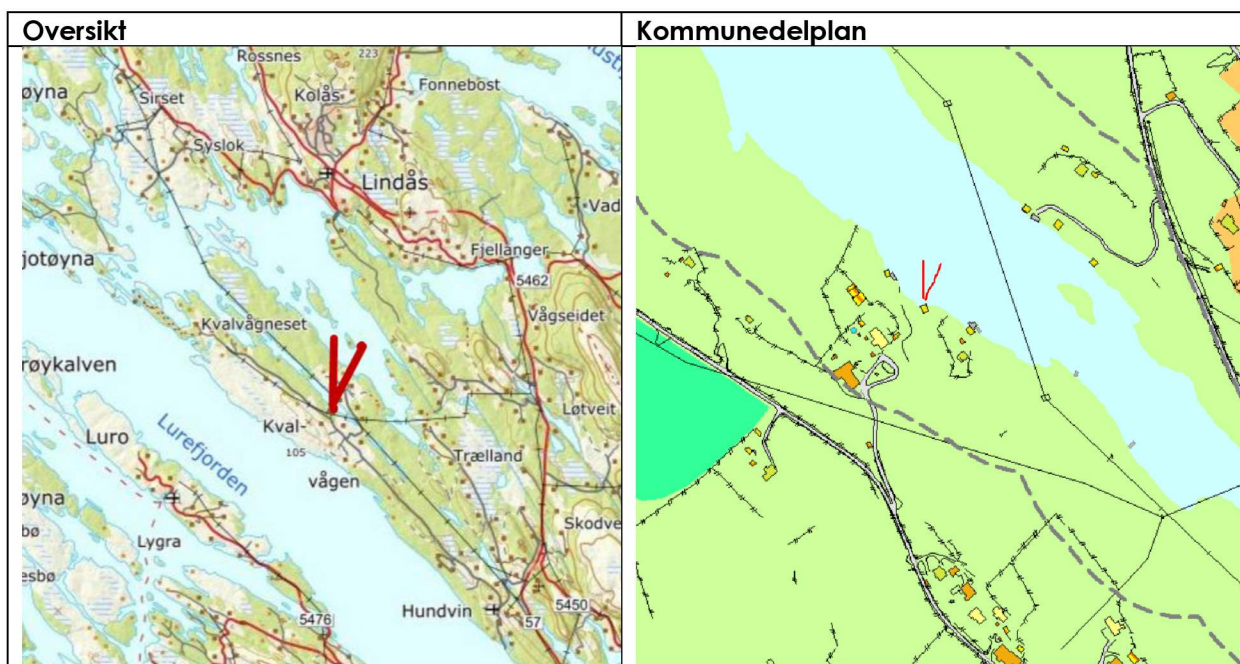 Oversikt
Kommunedelplan
Rossnes
223
Fonnebost
øyna
Sirset
Kolås
Syslok
Lindås
Vad
jotøyna
Fjellanger
5462
Kvalvågneset
Vågseidet
røykalven
Løtveit
Luro
Kval-
Lurefjorden
105
Trælland
vågen
øyna
Skodve
bø
Lygra
esbø
5450
5476
Hundvin
57